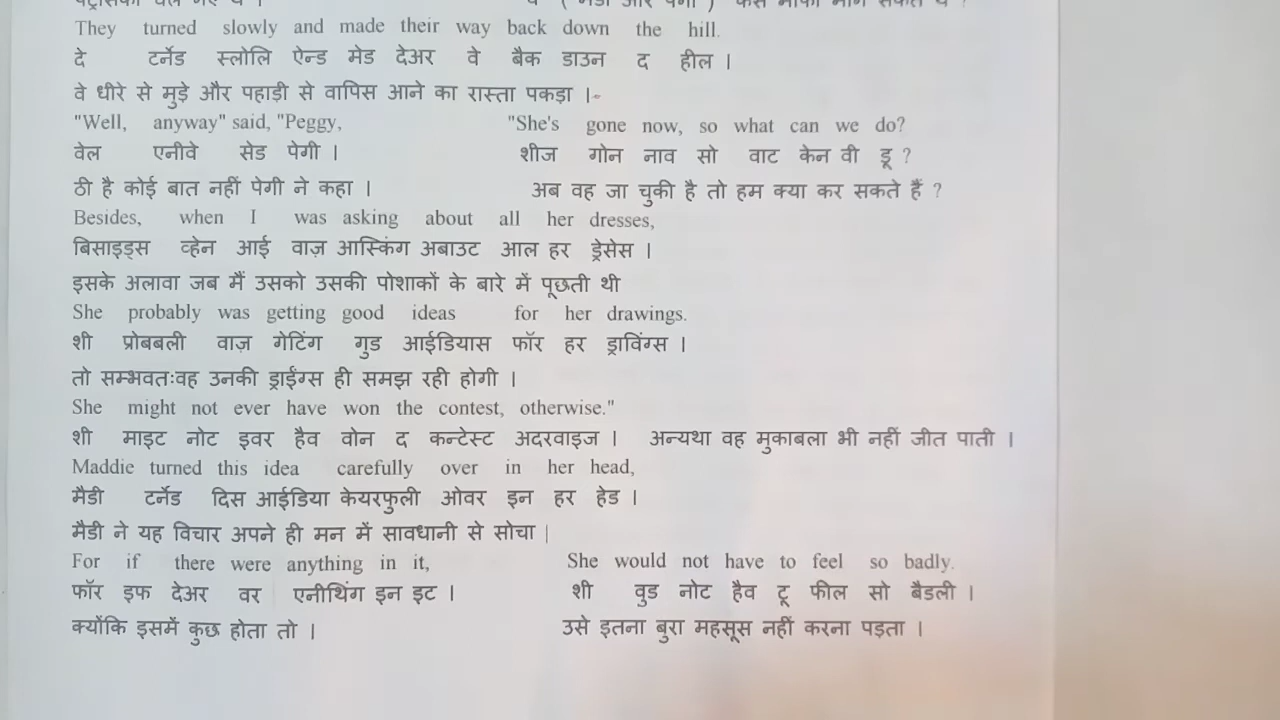 They turned slowly and made their way back down the hill.
दे टर्नेड स्लोलि ऐन्ड मेड देअर वे बैक डाउन द हील ।
वे धीरे से मुड़े और पहाड़ी से वापिस आने का रास्ता पकड़ा ।
"Well, anyway" said, "Peggy, "She's gone now, so what can we do?
वेल एनीवे सेड पेगी । शीज गोन नाव सो वाट केन वी डू ?
ठी है कोई बात नहीं पेगी ने कहा । अब वह जा चुकी है तो हम क्या कर सकते हैं ?
Besides, when I was asking about all her dresses,
बिसाइड्स व्हेन आई वाज़ आस्किंग अबाउट आल हर ड्रेसेस ।
इसके अलावा जब मैं उसको उसकी पोशाकों के बारे में पूछती थी
She probably was getting good ideas for her drawings.
शी प्रोबबली वाज़ गेटिंग गुड आईडियास फॉर हर ड्राविंग्स ।
तो सम्भवतःवह उनकी ड्राईंग्स ही समझ रही होगी ।
She might not ever have won the contest, otherwise."
शी माइट नोट इवर हैव वोन द कन्टेस्ट अदरवाइज । अन्यथा वह मुकाबला भी नहीं जीत पाती ।
Maddie turned this idea carefully over in her head,
मैडी टर्नेड दिस आईडिया केयरफुली ओवर इन हर हेड ।
मैडी ने यह विचार अपने ही मन में सावधानी से सोचा |
For if there were anything in it, She would not have to feel so badly.
फॉर इफ देअर वर एनीथिंग इन इट । शी वुड नोट हैव टू फील सो बैडली ।
क्योंकि इसमें कुछ होता तो । उसे इतना बुरा महसूस नहीं करना पड़ता ।